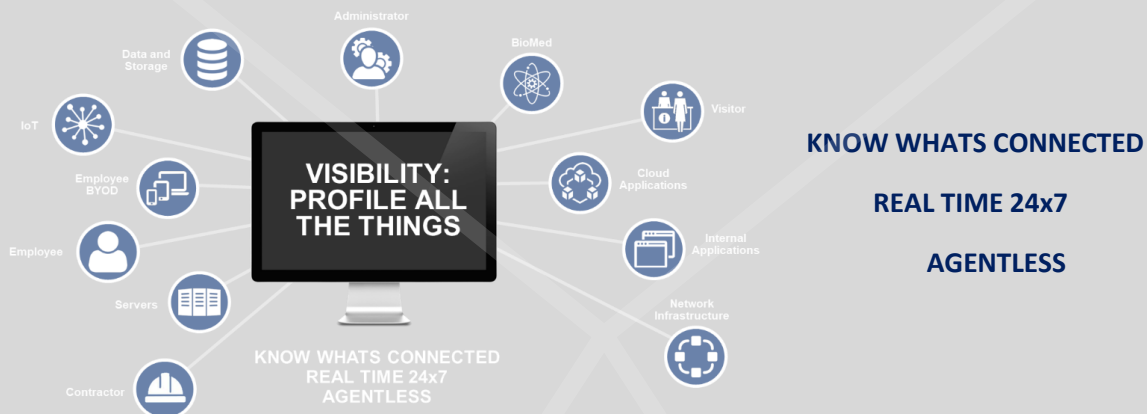 Administrator
Data and
Storage
BioMed
IoT
Visitor
Employee
BYOD
VISIBILITY:
PROFILE ALL
THE THINGS
Cloud
Applications
Employee
Internal
Applications
Servers
Network
Infrastructure
Contractor
KNOW WHATS CONNECTED
REAL TIME 24x7
AGENTLESS
KNOW WHATS CONNECTED
REAL TIME 24x7
AGENTLESS